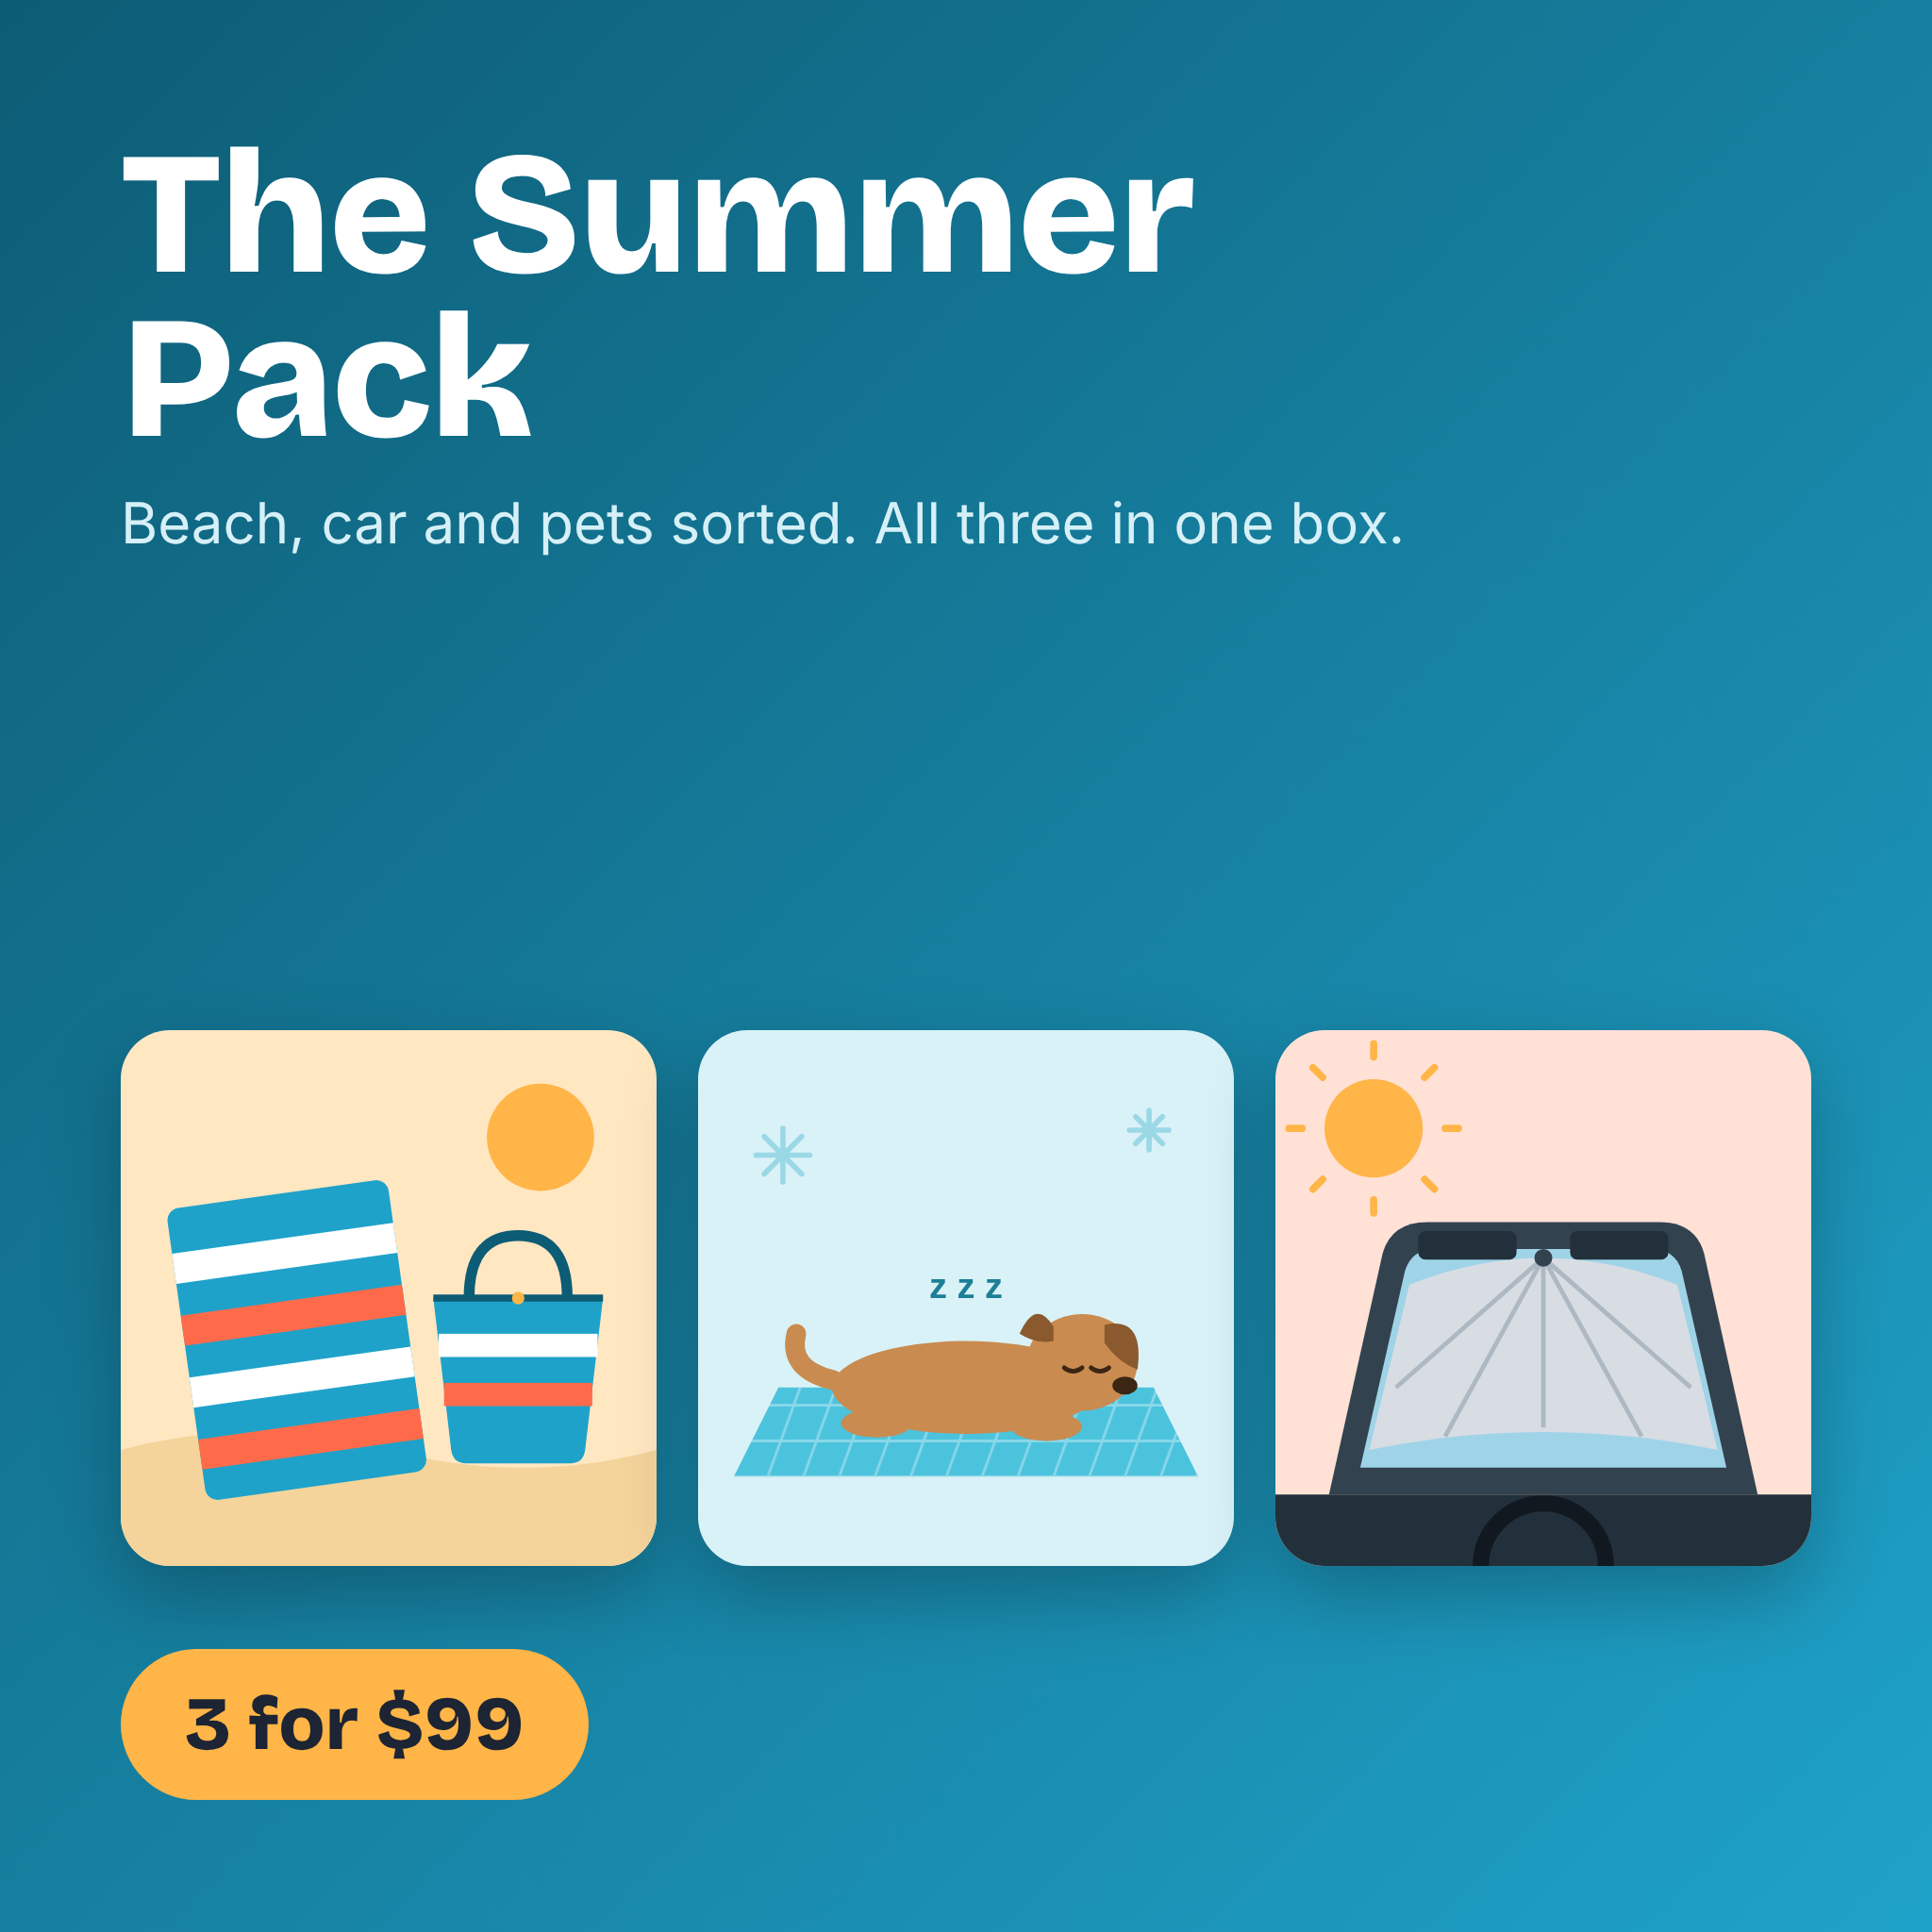 The Summer
Pack
Beach, car and pets sorted. All three in one box.
z z z
3 for $99